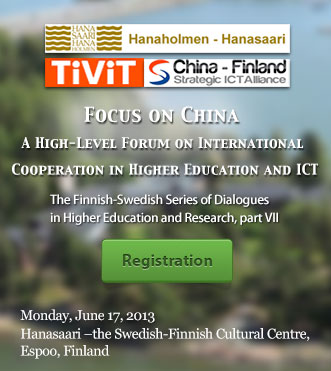 HANA
SAARI
HANA
HOLMEN
Hanaholmen - Hanasaari
TiViT
China - Finland
Strategic ICT Alliance
Focus on China
A High-Level Forum on International
Cooperation in Higher Education and ICT
The Finnish-Swedish Series of Dialogues
in Higher Education and Research, part VII
Registration
Monday, June 17, 2013
Hanasaari –the Swedish-Finnish Cultural Centre,
Espoo, Finland